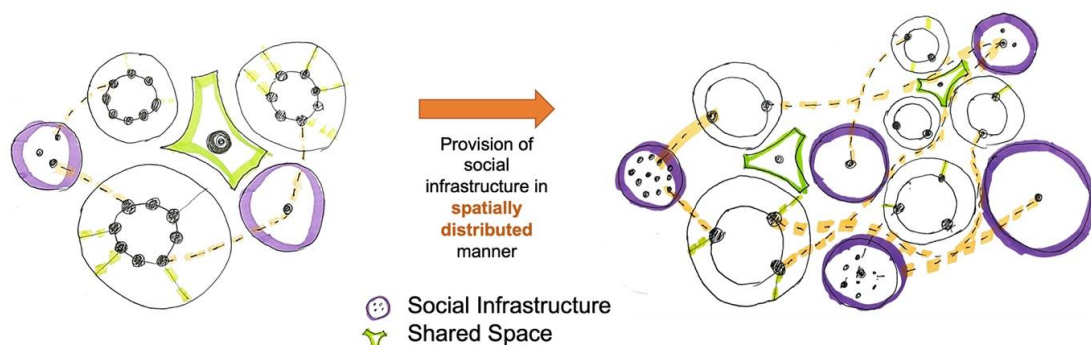 Provision of
social
infrastructure in
spatially
distributed
manner
Social Infrastructure
Shared Space